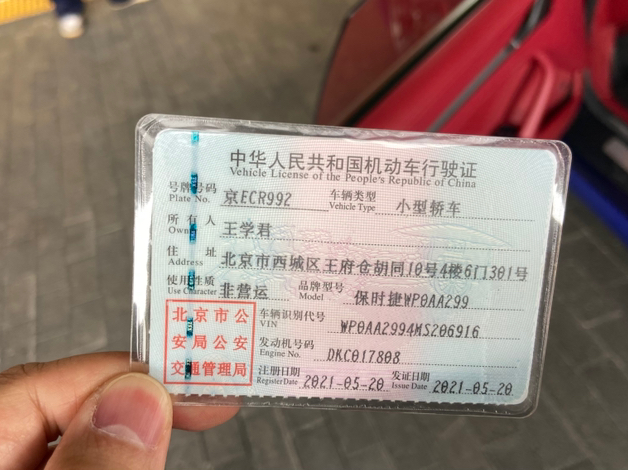 中华人民共和国机动车行驶证
Vehicle License of the People's Republic of China
号牌号码 京ECR992 车辆类型 小型轿车
Plate No. Vehicle Type
所有人 王学君
Owner
住址 北京市西城区王府仓胡同10号4楼6门301号
Address
使用性质 非营运 品牌型号 保时捷WP0AA299
Use Character Model
北京市公
安局公安
交通管理局
车辆识别代号 WP0AA2994MS206916
VIN
发动机号码 DKC017808
Engine No.
注册日期 2021-05-20 发证日期 2021-05-20
Register Date Issue Date